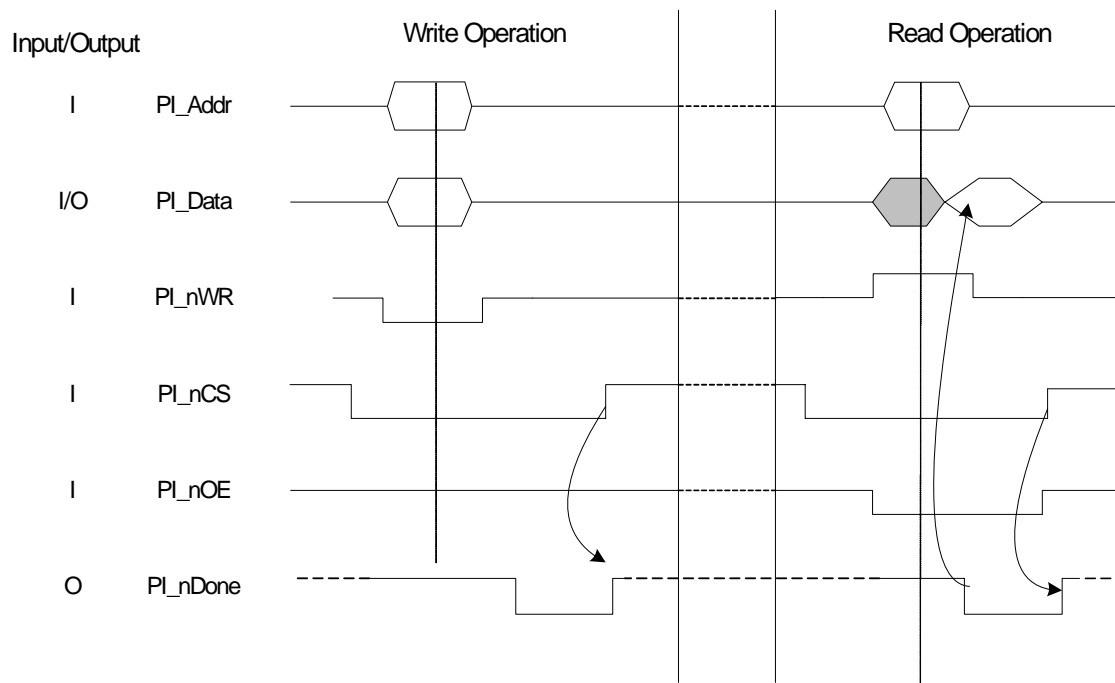 Input/Output
Write Operation
Read Operation
I PI_Addr
I/O PI_Data
I PI_nWR
I PI_nCS
I PI_nOE
O PI_nDone